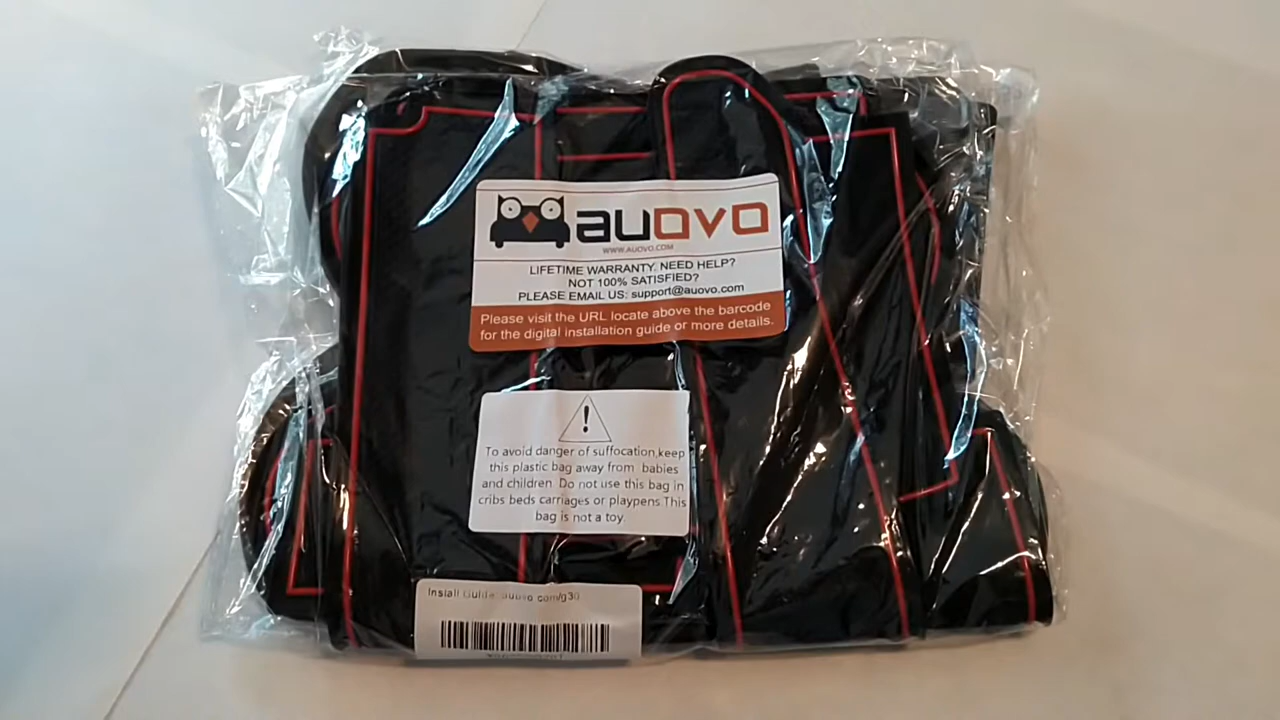 auovo
WWW.AUOVO.COM
LIFETIME WARRANTY. NEED HELP?
NOT 100% SATISFIED?
PLEASE EMAIL US: support@auovo.com
Please visit the URL locate above the barcode
for the digital installation guide or more details.
!
To avoid danger of suffocation,keep
this plastic bag away from babies
and children. Do not use this bag in
cribs beds carriages or playpens.This
bag is not a toy.
Install Guide: auovo.com/g30